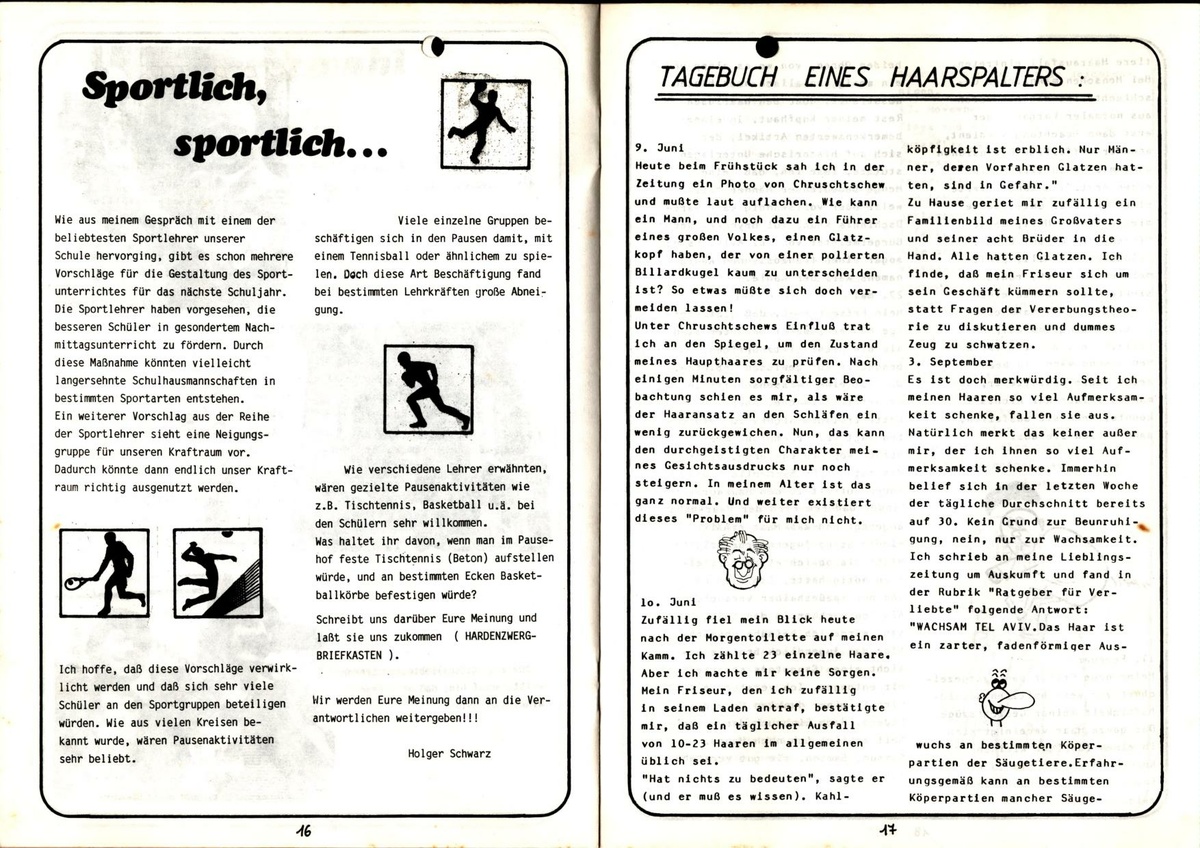 Sportlich,
sportlich...
Wie aus meinem Gespräch mit einem der
beliebtesten Sportlehrer unserer
Schule hervorging, gibt es schon mehrere
Vorschläge für die Gestaltung des Sport-
unterrichtes für das nächste Schuljahr.
Die Sportlehrer haben vorgesehen, die
besseren Schüler in gesondertem Nach-
mittagsunterricht zu fördern. Durch
diese Maßnahme könnten vielleicht
langersehnte Schulhausmannschaften in
bestimmten Sportarten entstehen.
Ein weiterer Vorschlag aus der Reihe
der Sportlehrer sieht eine Neigungs-
gruppe für unseren Kraftraum vor.
Dadurch könnte dann endlich unser Kraft-
raum richtig ausgenutzt werden.
Ich hoffe, daß diese Vorschläge verwirk-
licht werden und daß sich sehr viele
Schüler an den Sportgruppen beteiligen
würden. Wie aus vielen Kreisen be-
kannt wurde, wären Pausenaktivitäten
sehr beliebt.
Viele einzelne Gruppen be-
schäftigen sich in den Pausen damit, mit
einem Tennisball oder ähnlichem zu spie-
len. Doch diese Art Beschäftigung fand
bei bestimmten Lehrkräften große Abnei-
gung.
Wie verschiedene Lehrer erwähnten,
wären gezielte Pausenaktivitäten wie
z.B. Tischtennis, Basketball u.ä. bei
den Schülern sehr willkommen.
Was haltet ihr davon, wenn man im Pause-
hof feste Tischtennis (Beton) aufstellen
würde, und an bestimmten Ecken Basket-
ballkörbe befestigen würde?
Schreibt uns darüber Eure Meinung und
laßt sie uns zukommen ( HARDENZWERG-
BRIEFKASTEN ).
Wir werden Eure Meinung dann an die Ver-
antwortlichen weitergeben!!!
Holger Schwarz
16
TAGEBUCH EINES HAARSPALTERS :
9. Juni
Heute beim Frühstück sah ich in der
Zeitung ein Photo von Chruschtschew
und mußte laut auflachen. Wie kann
ein Mann, und noch dazu ein Führer
eines großen Volkes, einen Glatz-
kopf haben, der von einer polierten
Billardkugel kaum zu unterscheiden
ist? So etwas müßte sich doch ver-
meiden lassen!
Unter Chruschtschews Einfluß trat
ich an den Spiegel, um den Zustand
meines Haupthaares zu prüfen. Nach
einigen Minuten sorgfältiger Beo-
bachtung schien es mir, als wäre
der Haaransatz an den Schläfen ein
wenig zurückgewichen. Nun, das kann
den durchgeistigten Charakter mei-
nes Gesichtsausdrucks nur noch
steigern. In meinem Alter ist das
ganz normal. Und weiter existiert
dieses "Problem" für mich nicht.
lo. Juni
Zufällig fiel mein Blick heute
nach der Morgentoilette auf meinen
Kamm. Ich zählte 23 einzelne Haare.
Aber ich machte mir keine Sorgen.
Mein Friseur, den ich zufällig
in seinem Laden antraf, bestätigte
mir, daß ein täglicher Ausfall
von 10-23 Haaren im allgemeinen
üblich sei.
"Hat nichts zu bedeuten", sagte er
(und er muß es wissen). Kahl-
köpfigkeit ist erblich. Nur Män-
ner, deren Vorfahren Glatzen hat-
ten, sind in Gefahr."
Zu Hause geriet mir zufällig ein
Familienbild meines Großvaters
und seiner acht Brüder in die
Hand. Alle hatten Glatzen. Ich
finde, daß mein Friseur sich um
sein Geschäft kümmern sollte,
statt Fragen der Vererbungstheo-
rie zu diskutieren und dummes
Zeug zu schwatzen.
3. September
Es ist doch merkwürdig. Seit ich
meinen Haaren so viel Aufmerksam-
keit schenke, fallen sie aus.
Natürlich merkt das keiner außer
mir, der ich ihnen so viel Auf-
merksamkeit schenke. Immerhin
belief sich in der letzten Woche
der tägliche Durchschnitt bereits
auf 30. Kein Grund zur Beunruhi-
gung, nein, nur zur Wachsamkeit.
Ich schrieb an meine Lieblings-
zeitung um Auskumft und fand in
der Rubrik "Ratgeber für Ver-
liebte" folgende Antwort:
"WACHSAM TEL AVIV.Das Haar ist
ein zarter, fadenförmiger Aus-
wuchs an bestimmten Köper-
partien der Säugetiere.Erfahr-
ungsgemäß kann an bestimmten
Köperpartien mancher Säuge-
17